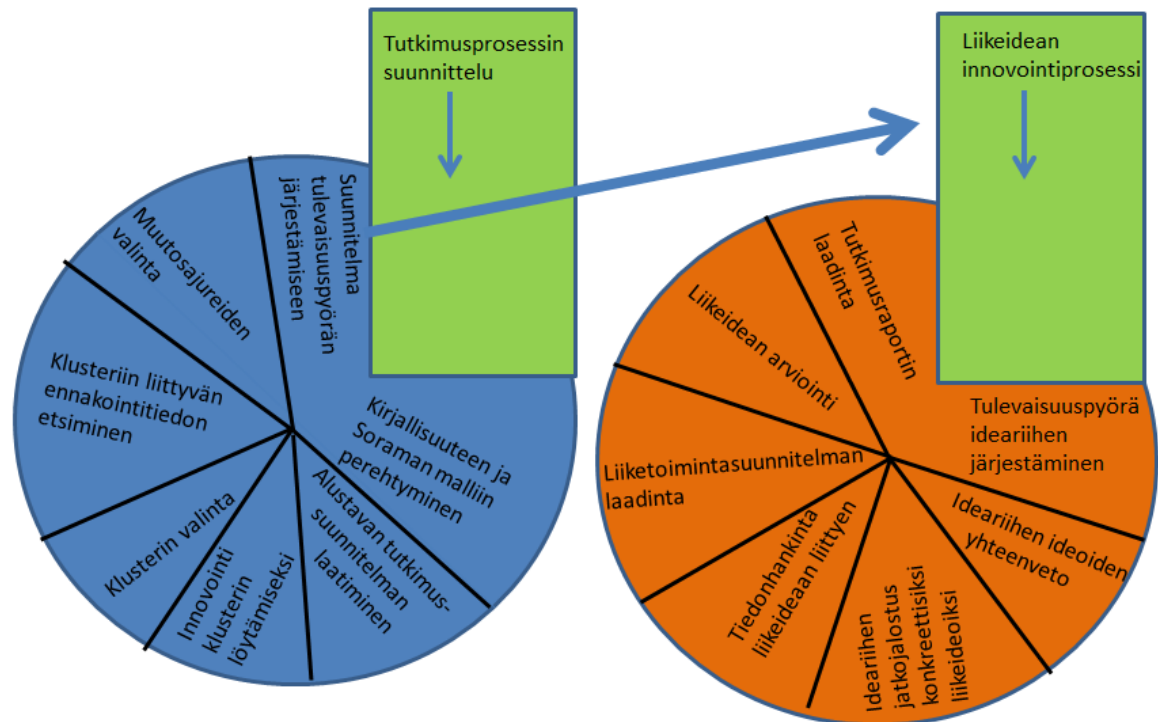 Tutkimusprosessin
suunnittelu
Kirjallisuuteen ja
Soraman malliin
perehtyminen
Alustavan tutkimus-
suunnitelman
laatiminen
Innovointi
klusterin
löytämiseksi
Klusterin valinta
Klusteriin liittyvän
ennakointitiedon
etsiminen
Muutosajureiden
valinta
Suunnitelma
tulevaisuuspyörän
järjestämiseen
Liikeidean
innovointiprosessi
Tulevaisuuspyörä
ideariihen
järjestäminen
Ideariihen ideoiden
yhteenveto
Ideariihen
jatkojalostus
konkreettisiksi
liikeideoiksi
Tiedonhankinta
liikeideaan liittyen
Liiketoimintasuunnitelman
laadinta
Liikeidean arviointi
Tutkimusraportin
laadinta